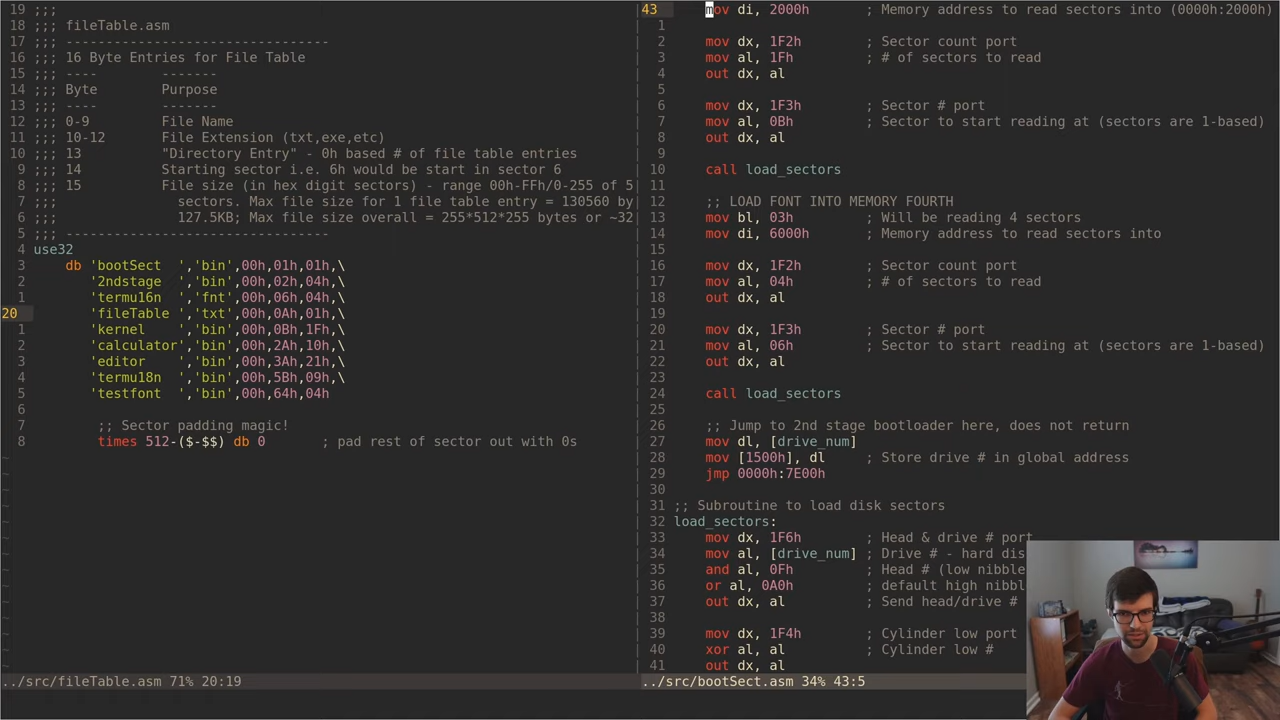 19 ;;;
18 ;;; fileTable.asm
17 ;;; ---------------------------------
16 ;;; 16 Byte Entries for File Table
15 ;;; ----        -------
14 ;;; Byte        Purpose
13 ;;; ----        -------
12 ;;; 0-9         File Name
11 ;;; 10-12       File Extension (txt,exe,etc)
10 ;;; 13          "Directory Entry" - 0h based # of file table entries
9 ;;; 14          Starting sector i.e. 6h would be start in sector 6
8 ;;; 15          File size (in hex digit sectors) - range 00h-FFh/0-255 of 5
7 ;;;               sectors. Max file size for 1 file table entry = 130560 by
6 ;;;               127.5KB; Max file size overall = 255*512*255 bytes or ~32
5 ;;; ---------------------------------
4 use32
3     db 'bootSect  ','bin',00h,01h,01h,\
2        '2ndstage  ','bin',00h,02h,04h,\
1        'termu16n  ','fnt',00h,06h,04h,\
20        'fileTable ','txt',00h,0Ah,01h,\
1        'kernel    ','bin',00h,0Bh,1Fh,\
2        'calculator','bin',00h,2Ah,10h,\
3        'editor    ','bin',00h,3Ah,21h,\
4        'termu18n  ','bin',00h,5Bh,09h,\
5        'testfont  ','bin',00h,64h,04h
6
7         ;; Sector padding magic!
8         times 512-($-$$) db 0       ; pad rest of sector out with 0s
~
~
~
~
~
~
~
~
~
~
~
~
~
~
../src/fileTable.asm 71% 20:19
43     mov di, 2000h       ; Memory address to read sectors into (0000h:2000h)
1
2     mov dx, 1F2h        ; Sector count port
3     mov al, 1Fh         ; # of sectors to read
4     out dx, al
5
6     mov dx, 1F3h        ; Sector # port
7     mov al, 0Bh         ; Sector to start reading at (sectors are 1-based)
8     out dx, al
9
10     call load_sectors
11
12     ;; LOAD FONT INTO MEMORY FOURTH
13     mov bl, 03h         ; Will be reading 4 sectors
14     mov di, 6000h       ; Memory address to read sectors into
15
16     mov dx, 1F2h        ; Sector count port
17     mov al, 04h         ; # of sectors to read
18     out dx, al
19
20     mov dx, 1F3h        ; Sector # port
21     mov al, 06h         ; Sector to start reading at (sectors are 1-based)
22     out dx, al
23
24     call load_sectors
25
26     ;; Jump to 2nd stage bootloader here, does not return
27     mov dl, [drive_num]
28     mov [1500h], dl     ; Store drive # in global address
29     jmp 0000h:7E00h
30
31 ;; Subroutine to load disk sectors
32 load_sectors:
33     mov dx, 1F6h        ; Head & drive # port
34     mov al, [drive_num] ; Drive # - hard dis
35     and al, 0Fh         ; Head # (low nibble
36     or al, 0A0h         ; default high nibbl
37     out dx, al          ; Send head/drive #
38
39     mov dx, 1F4h        ; Cylinder low port
40     xor al, al          ; Cylinder low #
41     out dx, al
../src/bootSect.asm 34% 43:5